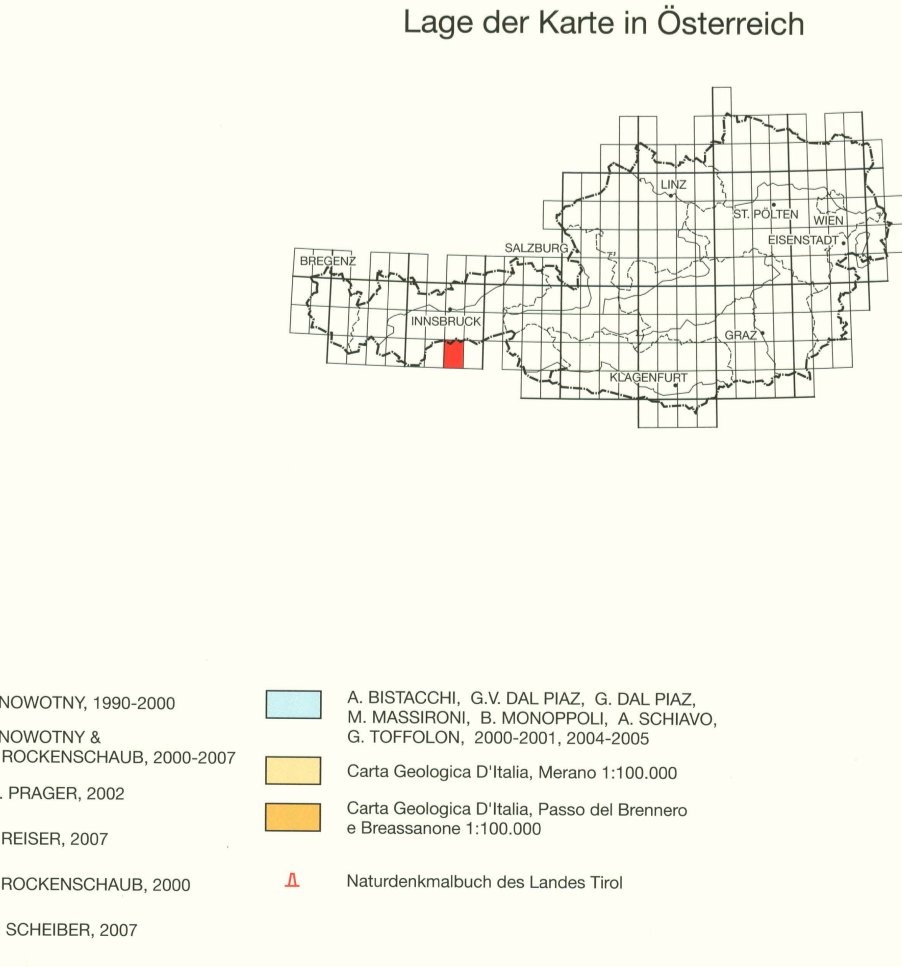 Lage der Karte in Österreich
LINZ
ST. PÖLTEN
WIEN
EISENSTADT
SALZBURG
BREGENZ
INNSBRUCK
GRAZ
KLAGENFURT
NOWOTNY, 1990-2000
NOWOTNY &
ROCKENSCHAUB, 2000-2007
. PRAGER, 2002
REISER, 2007
ROCKENSCHAUB, 2000
SCHEIBER, 2007
A. BISTACCHI, G.V. DAL PIAZ, G. DAL PIAZ,
M. MASSIRONI, B. MONOPPOLI, A. SCHIAVO,
G. TOFFOLON, 2000-2001, 2004-2005
Carta Geologica D'Italia, Merano 1:100.000
Carta Geologica D'Italia, Passo del Brennero
e Breassanone 1:100.000
Naturdenkmalbuch des Landes Tirol